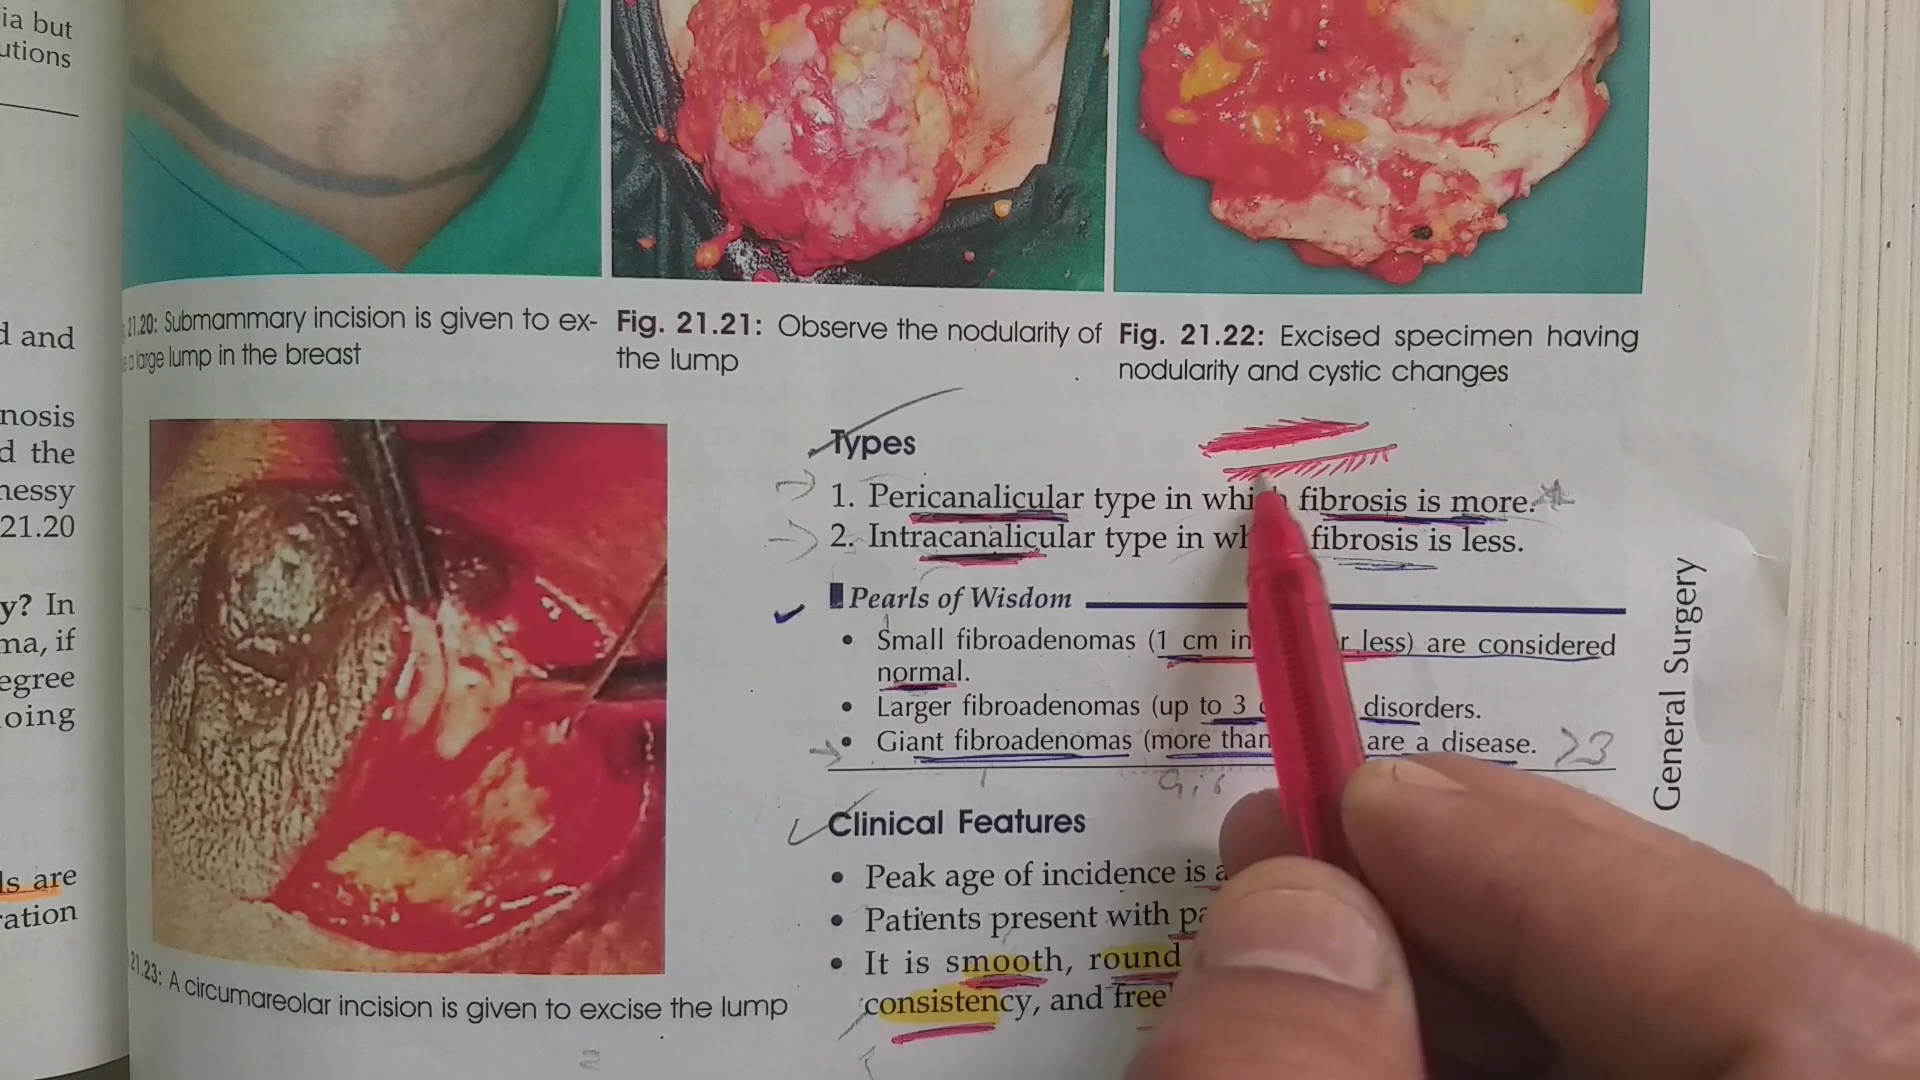 ia but
utions
d and
nosis
d the
nessy
21.20
y? In
ma, if
egree
oing
ls are
ration
21.20: Submammary incision is given to ex-
a large lump in the breast
Fig. 21.21: Observe the nodularity of
the lump
Fig. 21.22: Excised specimen having
nodularity and cystic changes
21.23: A circumareolar incision is given to excise the lump
Types
1. Pericanalicular type in which fibrosis is more.
2. Intracanalicular type in wh fibrosis is less.
Pearls of Wisdom
• Small fibroadenomas (1 cm in r less) are considered
normal.
• Larger fibroadenomas (up to 3 disorders.
• Giant fibroadenomas (more than are a disease. >3
Clinical Features
• Peak age of incidence is a
• Patients present with pa
• It is smooth, round
consistency, and free
General Surgery